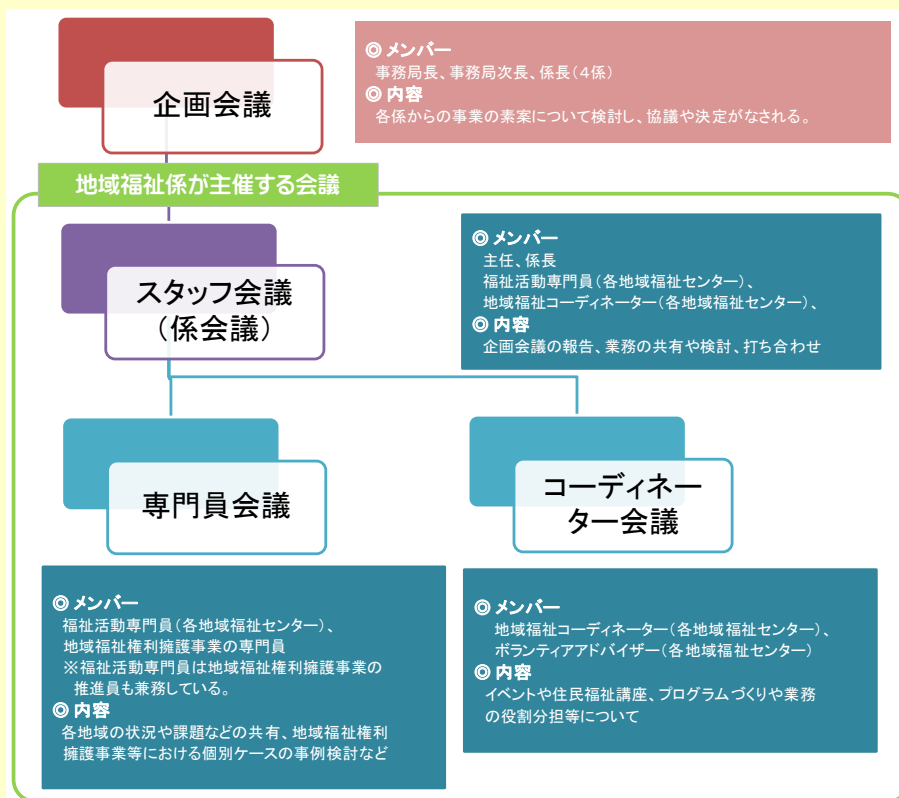 企画会議
◎ メンバー
事務局長、事務局次長、係長（4係）
◎ 内容
各係からの事業の素案について検討し、協議や決定がなされる。
地域福祉係が主催する会議
スタッフ会議
（係会議）
◎ メンバー
主任、係長
福祉活動専門員（各地域福祉センター）、
地域福祉コーディネーター（各地域福祉センター）、
◎ 内容
企画会議の報告、業務の共有や検討、打ち合わせ
専門員会議
◎ メンバー
福祉活動専門員（各地域福祉センター）、
地域福祉権利擁護事業の専門員
※福祉活動専門員は地域福祉権利擁護事業の
推進員も兼務している。
◎ 内容
各地域の状況や課題などの共有、地域福祉権利
擁護事業等における個別ケースの事例検討など
コーディネー
ター会議
◎ メンバー
地域福祉コーディネーター（各地域福祉センター）、
ボランティアアドバイザー（各地域福祉センター）
◎ 内容
イベントや住民福祉講座、プログラムづくりや業務
の役割分担等について